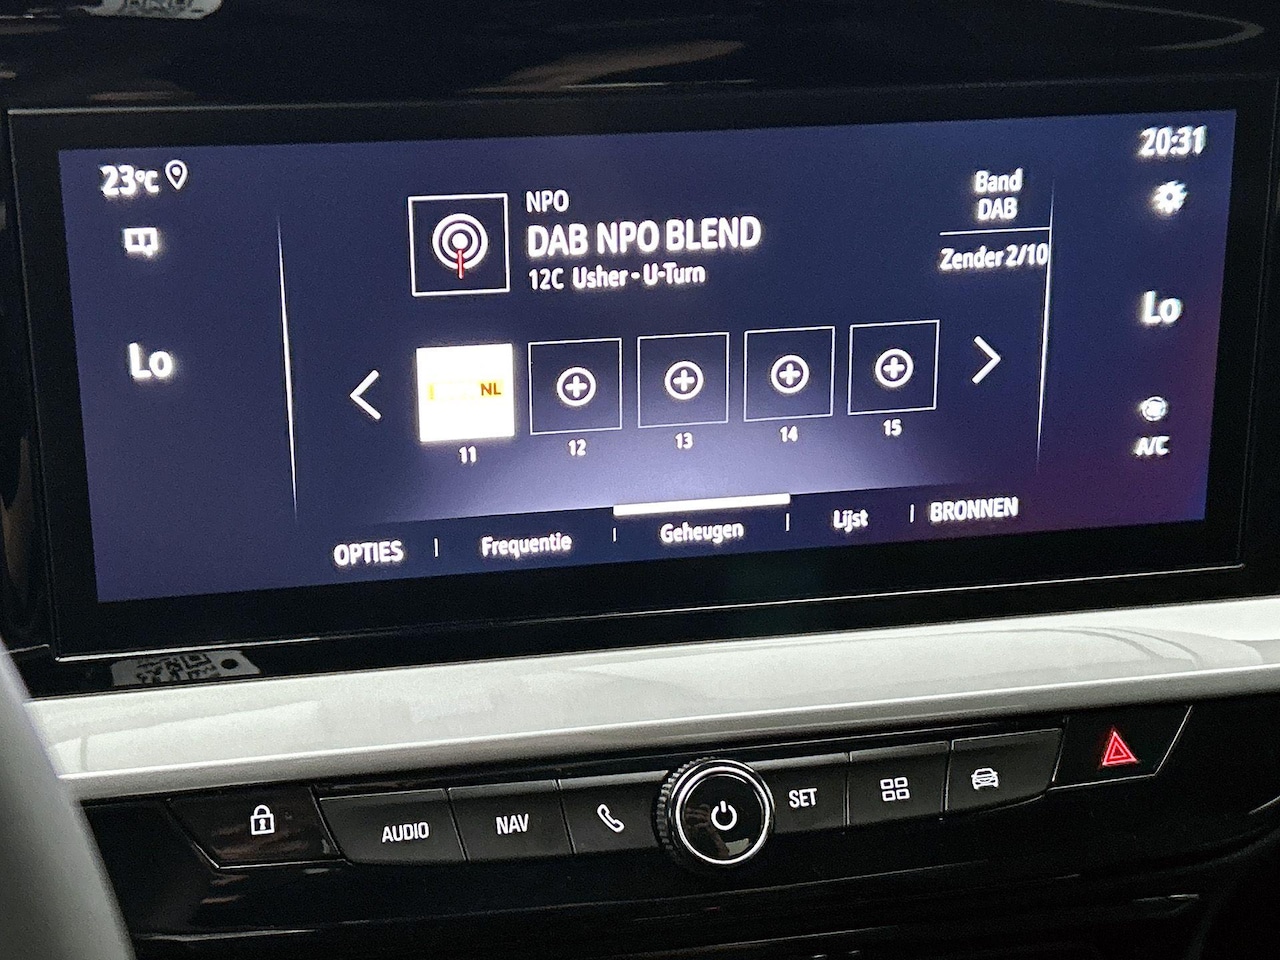 23°C
20:31
NPO
DAB NPO BLEND
12C Usher - U-Turn
Band
DAB
Zender 2/10
Lo
Lo
NL
11
12
13
14
15
A/C
OPTIES
Frequentie
Geheugen
Lijst
BRONNEN
AUDIO
NAV
SET